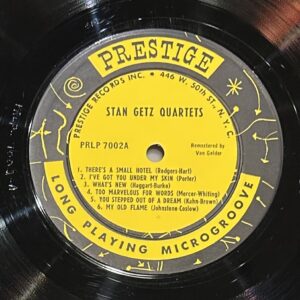 PRESTIGE
PRESTIGE RECORDS INC. • 446 W. 50th ST., N.Y.C.
STAN GETZ QUARTETS
PRLP 7002A
Remastered by
Van Gelder
1. THERE'S A SMALL HOTEL (Rodgers-Hart)
2. I'VE GOT YOU UNDER MY SKIN (Porter)
3. WHAT'S NEW (Haggart-Burke)
4. TOO MARVELOUS FOR WORDS (Mercer-Whiting)
5. YOU STEPPED OUT OF A DREAM (Kuhn-Brown)
6. MY OLD FLAME (Johnstone-Coslow)
LONG PLAYING MICROGROOVE